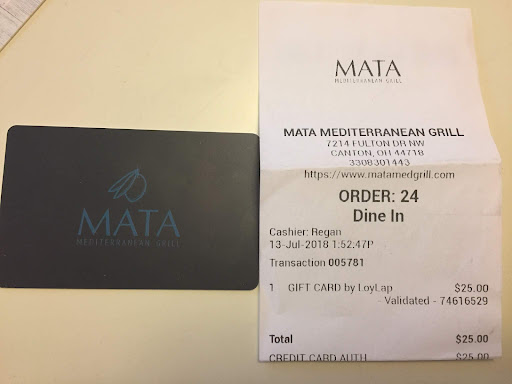 MATA
MEDITERRANEAN GRILL
MATA
MEDITERRANEAN GRILL
MATA MEDITERRANEAN GRILL
7214 FULTON DR NW
CANTON, OH 44718
3308301443
https://www.matamedgrill.com
ORDER: 24
Dine In
Cashier: Regan
13-Jul-2018 1:52:47P
Transaction 005781
1 GIFT CARD by LoyLap $25.00
- Validated - 74616529
Total $25.00
CREDIT CARD AUTH $25.00